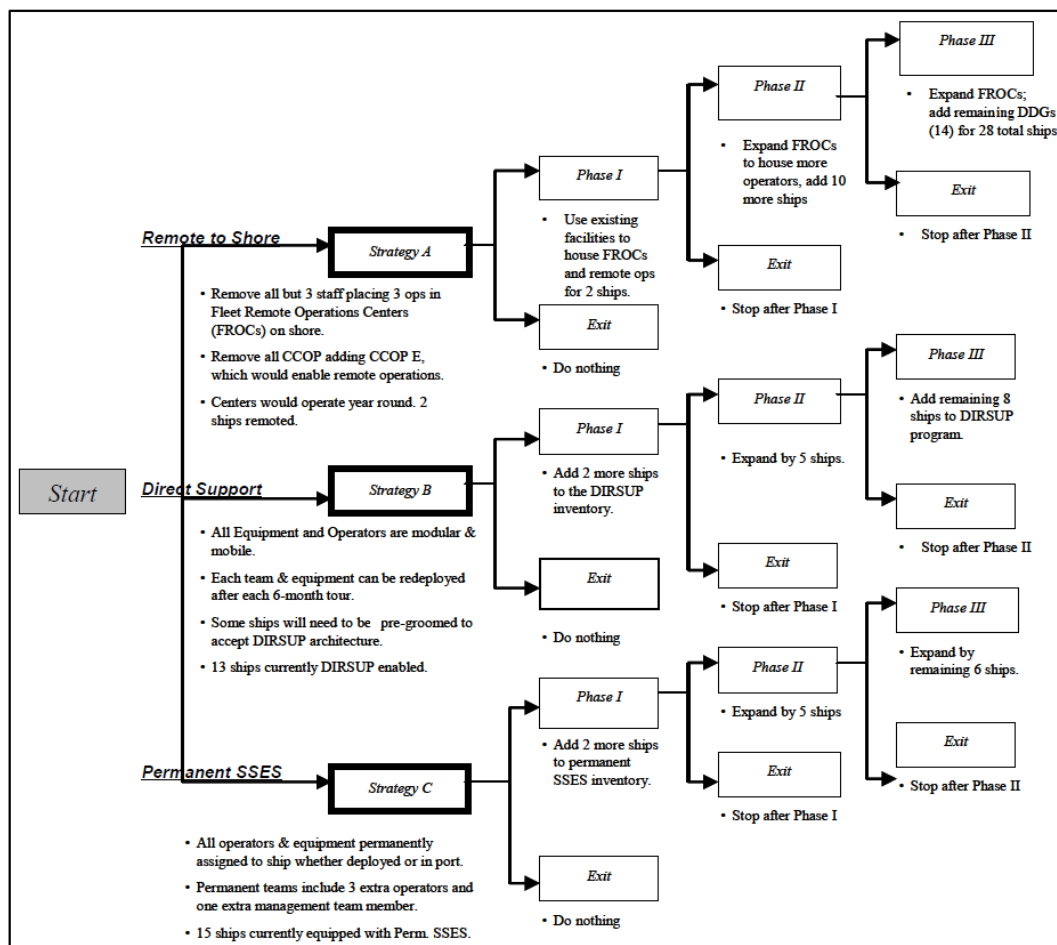 Start
Remote to Shore
Strategy A
• Remove all but 3 staff placing 3 ops in
Fleet Remote Operations Centers
(FROCs) on shore.
• Remove all CCOP adding CCOP E,
which would enable remote operations.
• Centers would operate year round. 2
ships remoted.
Phase I
• Use existing
facilities to
house FROCs
and remote ops
for 2 ships.
Exit
• Do nothing
Phase II
• Expand FROCs
to house more
operators, add 10
more ships
Exit
• Stop after Phase I
Phase III
• Expand FROCs;
add remaining DDGs
(14) for 28 total ships
Exit
• Stop after Phase II
Direct Support
Strategy B
• All Equipment and Operators are modular &
mobile.
• Each team & equipment can be redeployed
after each 6-month tour.
• Some ships will need to be pre-groomed to
accept DIRSUP architecture.
• 13 ships currently DIRSUP enabled.
Phase I
• Add 2 more ships
to the DIRSUP
inventory.
Exit
• Do nothing
Phase II
• Expand by 5 ships.
Exit
• Stop after Phase I
Phase III
• Add remaining 8
ships to DIRSUP
program.
Exit
• Stop after Phase II
Permanent SSES
Strategy C
• All operators & equipment permanently
assigned to ship whether deployed or in port.
• Permanent teams include 3 extra operators and
one extra management team member.
• 15 ships currently equipped with Perm. SSES.
Phase I
• Add 2 more ships
to permanent
SSES inventory.
Exit
• Do nothing
Phase II
• Expand by 5 ships
Exit
• Stop after Phase I
Phase III
• Expand by
remaining 6 ships.
Exit
• Stop after Phase II